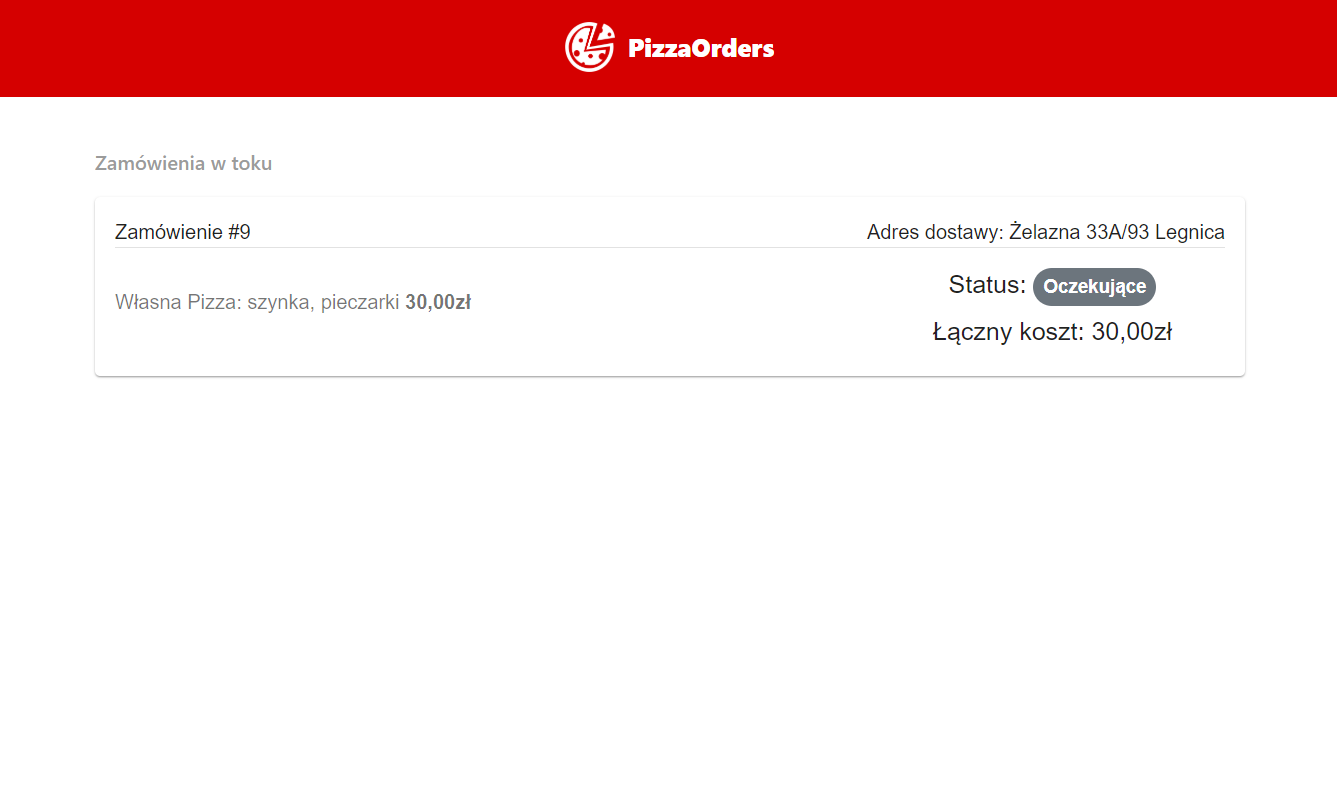 PizzaOrders
Zamówienia w toku
Zamówienie #9
Adres dostawy: Żelazna 33A/93 Legnica
Własna Pizza: szynka, pieczarki 30,00zł
Status: Oczekujące
Łączny koszt: 30,00zł